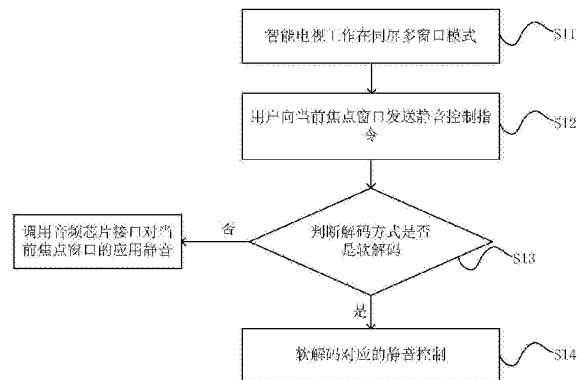 智能电视工作在同屏多窗口模式
S11
用户向当前焦点窗口发送静音控制指
令
S12
调用音频芯片接口对当
前焦点窗口的应用静音
否
判断解码方式是否
是软解码
S13
是
软解码对应的静音控制
S14